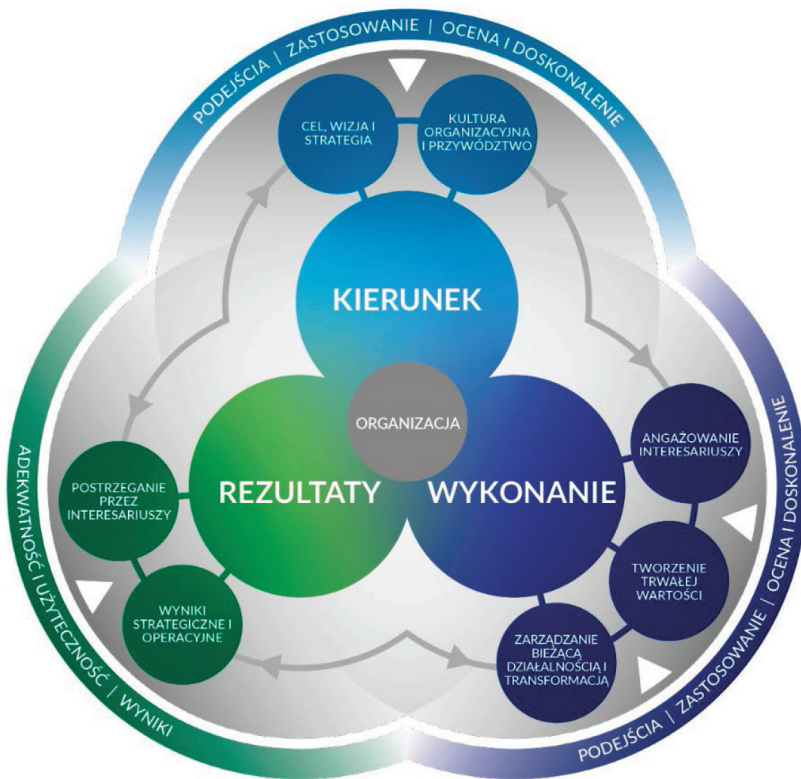 PODEJŚCIA | ZASTOSOWANIE | OCENA I DOSKONALENIE
CEL, WIZJA I
STRATEGIA
KULTURA
ORGANIZACYJNA
I PRZYWÓDZTWO
KIERUNEK
ORGANIZACJA
REZULTATY
WYKONANIE
POSTRZEGANIE
PRZEZ
INTERESARIUSZY
WYNIKI
STRATEGICZNE I
OPERACYJNE
ANGAŻOWANIE
INTERESARIUSZY
TWORZENIE
TRWAŁEJ
WARTOŚCI
ZARZĄDZANIE
BIEŻĄCĄ
DZIAŁALNOŚCIĄ I
TRANSFORMACJĄ
ADEKWATNOŚĆ I UŻYTECZNOŚĆ | WYNIKI
PODEJŚCIA | ZASTOSOWANIE | OCENA I DOSKONALENIE